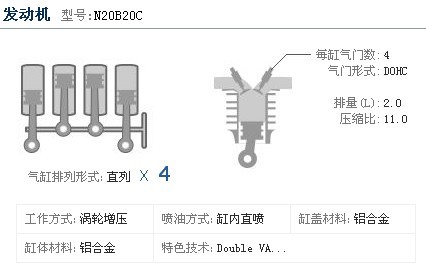 发动机 型号:N20B20C
每缸气门数: 4
气门形式: DOHC
排量(L): 2.0
压缩比: 11.0
气缸排列形式: 直列 X 4
工作方式: 涡轮增压 喷油方式: 缸内直喷 缸盖材料: 铝合金
缸体材料: 铝合金 特色技术: Double VA...